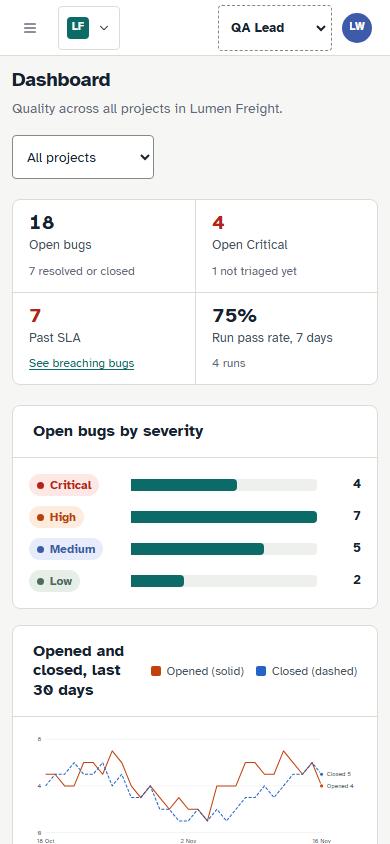 LF
QA Lead
LW
Dashboard
Quality across all projects in Lumen Freight.
All projects
18
Open bugs
7 resolved or closed
4
Open Critical
1 not triaged yet
7
Past SLA
See breaching bugs
75%
Run pass rate, 7 days
4 runs
Open bugs by severity
Critical
4
High
7
Medium
5
Low
2
Opened and
closed, last
30 days
Opened (solid)
Closed (dashed)
8
4
0
Closed 5
Opened 4
18 Oct
2 Nov
16 Nov